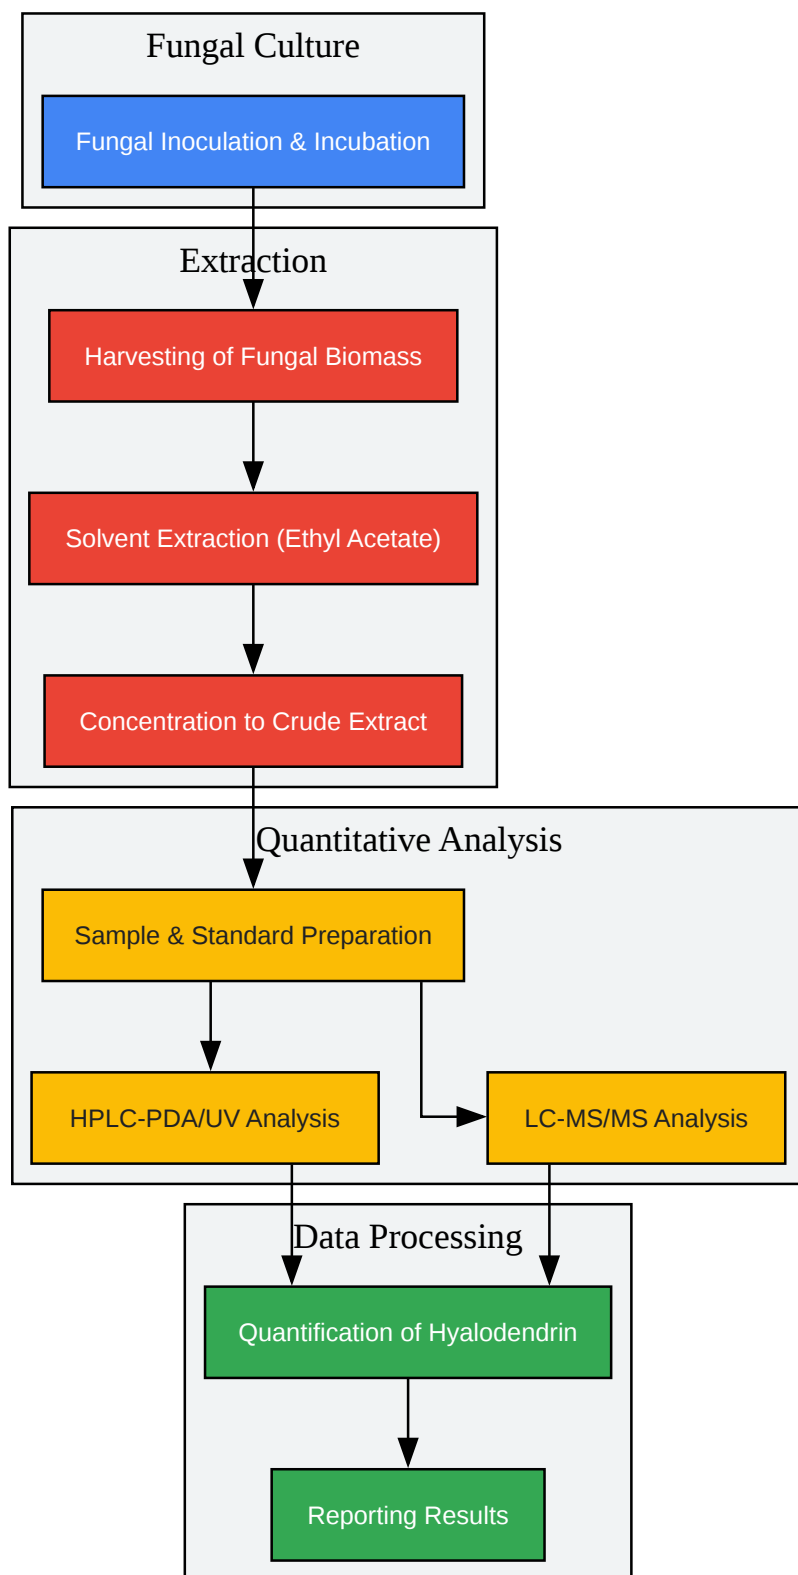 Fungal Culture
Fungal Inoculation & Incubation
Extraction
Harvesting of Fungal Biomass
Solvent Extraction (Ethyl Acetate)
Concentration to Crude Extract
Quantitative Analysis
Sample & Standard Preparation
HPLC-PDA/UV Analysis
LC-MS/MS Analysis
Data Processing
Quantification of Hyalodendrin
Reporting Results